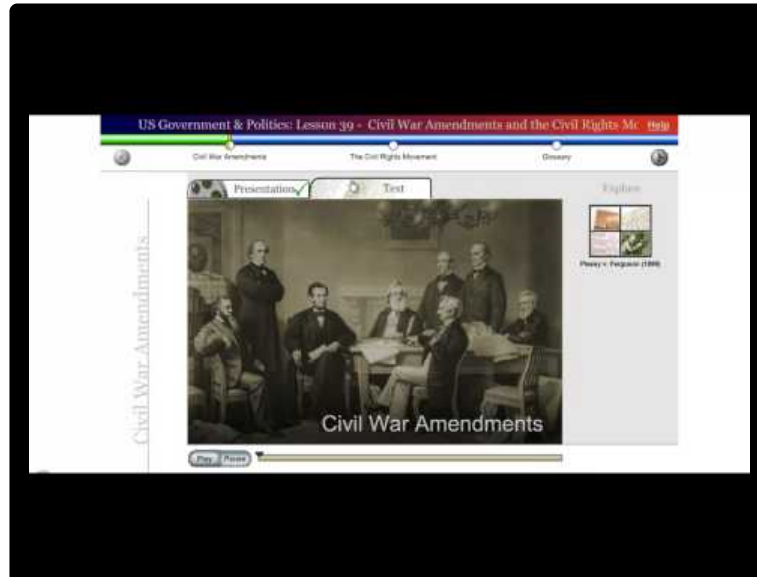 US Government & Politics: Lesson 39 - Civil War Amendments and the Civil Rights Mc Help
Civil War Amendments The Civil Rights Movement Glossary
Presentation Text Explore
Plessy v. Ferguson (1896)
Civil War Amendments
Civil War Amendments
Play Pause